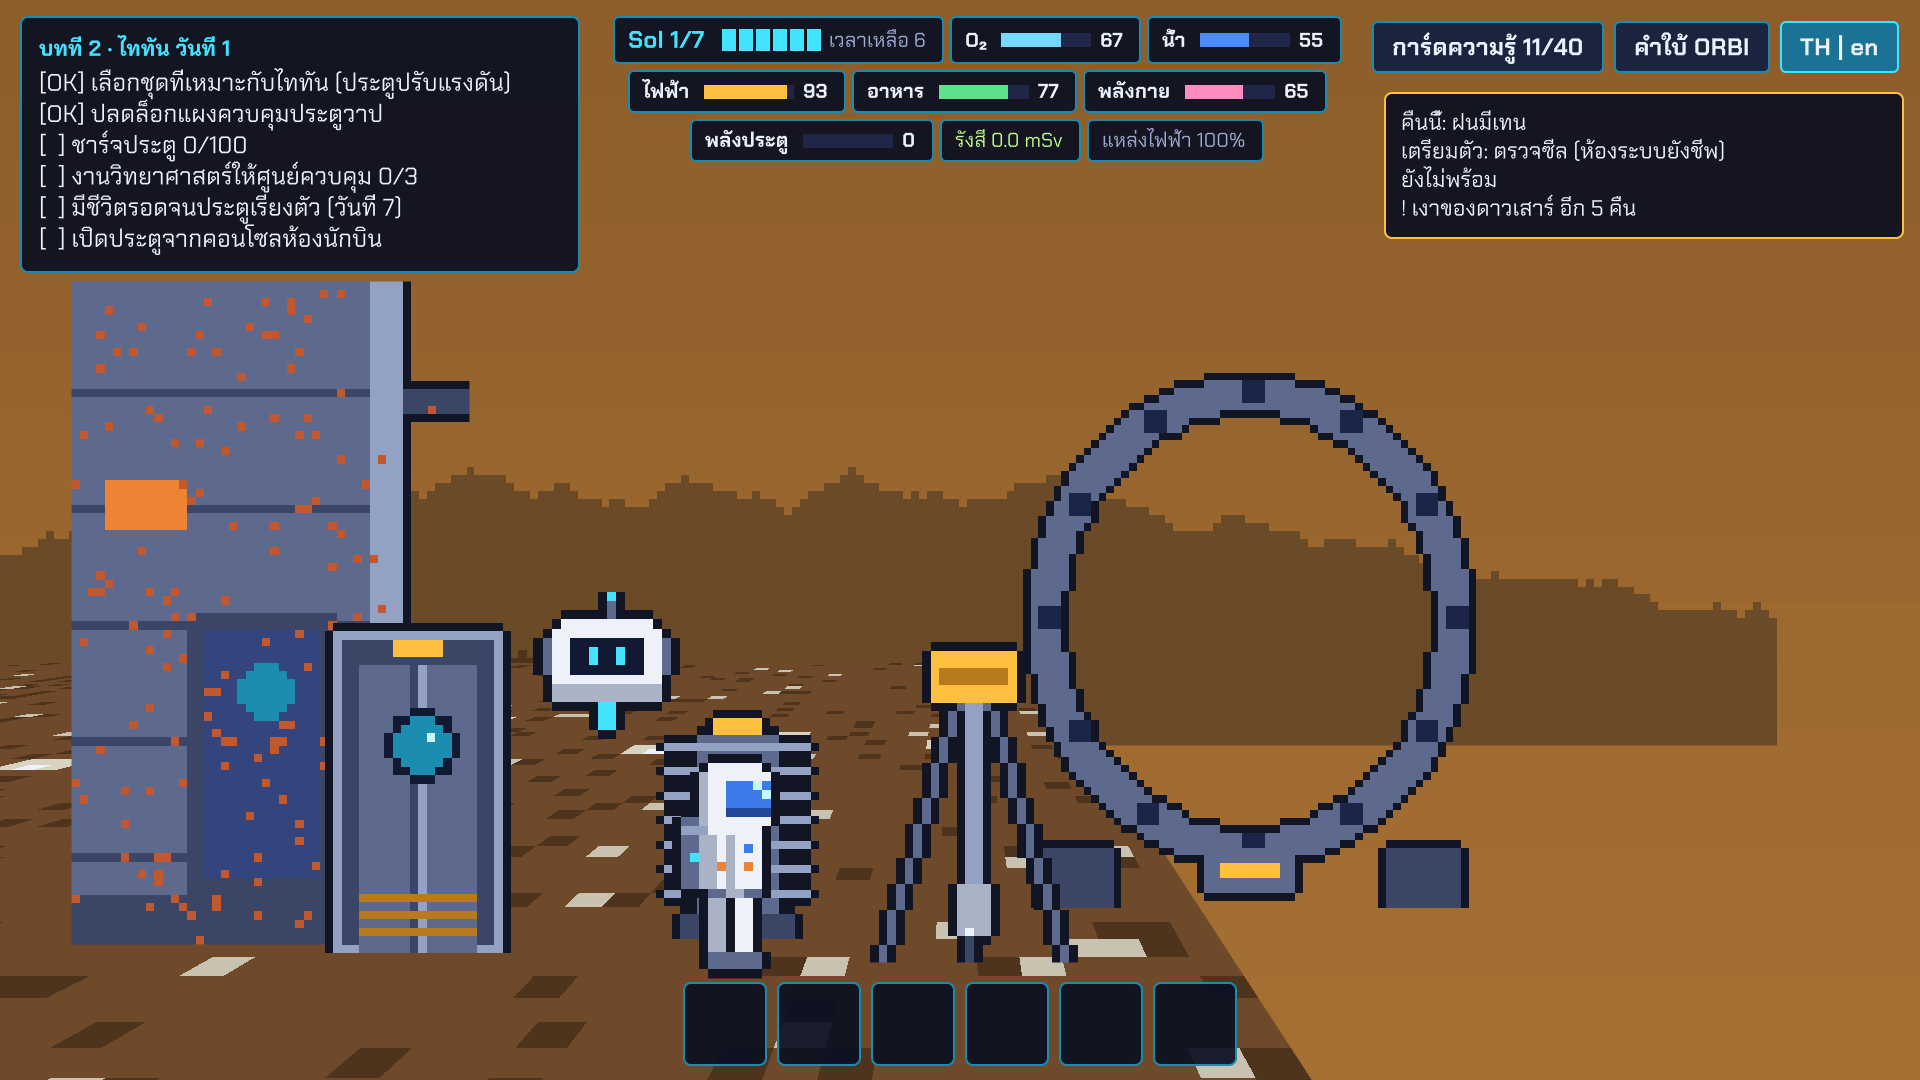 บทที่ 2 · ไททัน วันที่ 1
[OK] เลือกชุดที่เหมาะกับไททัน (ประตูปรับแรงดัน)
[OK] ปลดล็อกแผงควบคุมประตูวาป
[ ] ชาร์จประตู 0/100
[ ] งานวิทยาศาสตร์ให้ศูนย์ควบคุม 0/3
[ ] มีชีวิตรอดจนประตูเรียงตัว (วันที่ 7)
[ ] เปิดประตูจากคอนโซลห้องนักบิน
Sol 1/7 เวลาเหลือ 6
O₂ 67
น้ำ 55
ไฟฟ้า 93
อาหาร 77
พลังกาย 65
พลังประตู 0
รังสี 0.0 mSv
แหล่งไฟฟ้า 100%
การ์ดความรู้ 11/40
คำใบ้ ORBI
TH | en
คืนนี้: ฝนมีเทน
เตรียมตัว: ตรวจซีล (ห้องระบบยังชีพ)
ยังไม่พร้อม
! เงาของดาวเสาร์ อีก 5 คืน